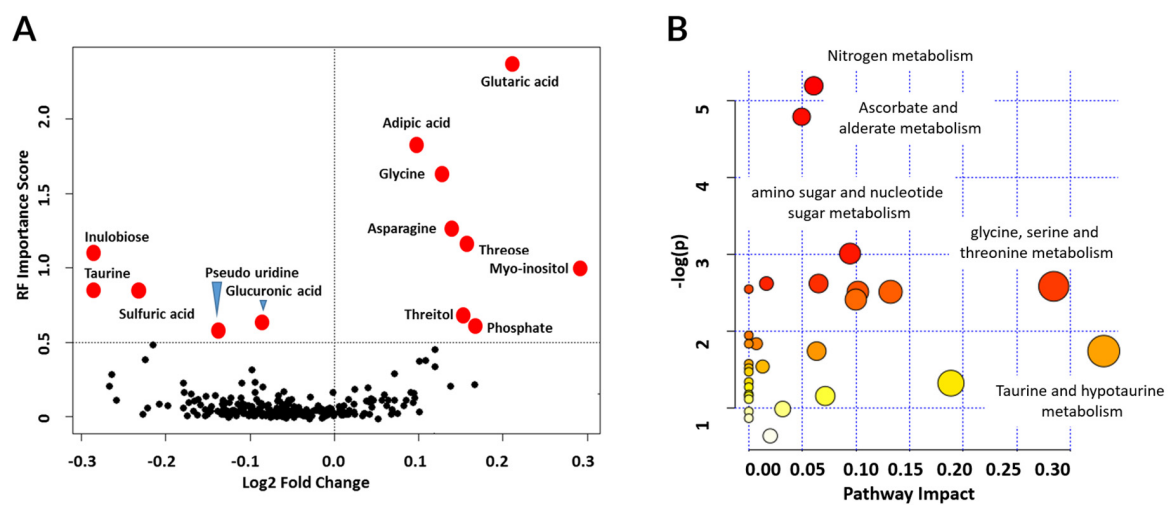 A
B
RF Importance Score
2.0
1.5
1.0
0.5
0
Glutaric acid
Adipic acid
Glycine
Asparagine
Threose
Myo-inositol
Inulobiose
Taurine
Sulfuric acid
Pseudo uridine
Glucuronic acid
Threitol
Phosphate
-0.3
-0.2
-0.1
0.0
0.1
0.2
0.3
Log2 Fold Change
-log(p)
5
4
3
2
1
Nitrogen metabolism
Ascorbate and
alderate metabolism
amino sugar and nucleotide
sugar metabolism
glycine, serine and
threonine metabolism
Taurine and hypotaurine
metabolism
0.00
0.05
0.10
0.15
0.20
0.30
Pathway Impact